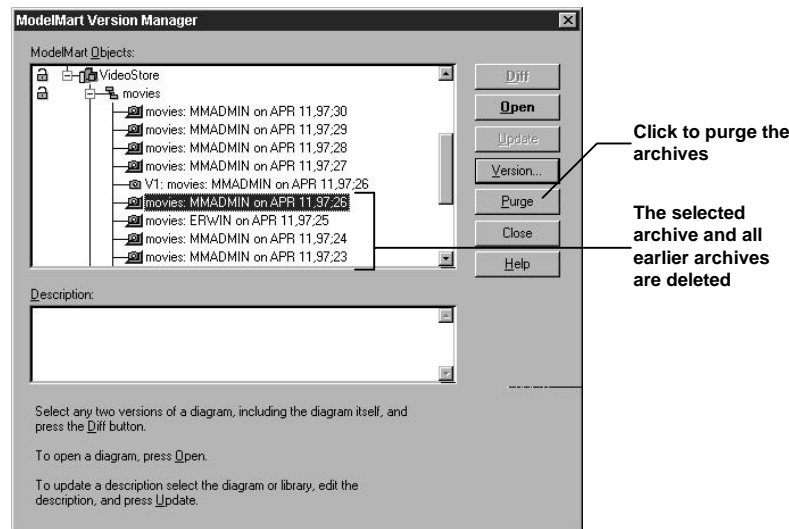 ModelMart Version Manager
ModelMart Objects:
VideoStore
movies
movies: MMADMIN on APR 11,97;30
movies: MMADMIN on APR 11,97;29
movies: MMADMIN on APR 11,97;28
movies: MMADMIN on APR 11,97;27
V1: movies: MMADMIN on APR 11,97;26
movies: MMADMIN on APR 11,97;26
movies: ERWIN on APR 11,97;25
movies: MMADMIN on APR 11,97;24
movies: MMADMIN on APR 11,97;23
Diff
Open
Update
Version...
Purge
Close
Help
Click to purge the
archives
The selected
archive and all
earlier archives
are deleted
Description:
Select any two versions of a diagram, including the diagram itself, and
press the Diff button.
To open a diagram, press Open.
To update a description select the diagram or library, edit the
description, and press Update.